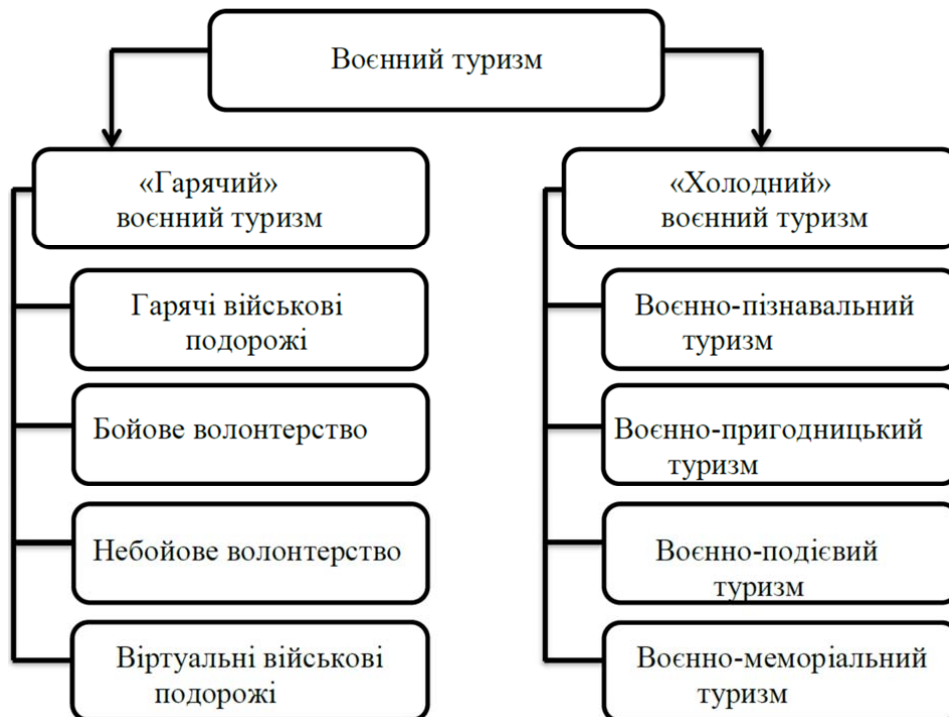 Воєнний туризм
«Гарячий»
воєнний туризм
Гарячі військові
подорожі
Бойове волонтерство
Небойове волонтерство
Віртуальні військові
подорожі
«Холодний»
воєнний туризм
Воєнно-пізнавальний
туризм
Воєнно-пригодницький
туризм
Воєнно-подієвий
туризм
Воєнно-меморіальний
туризм